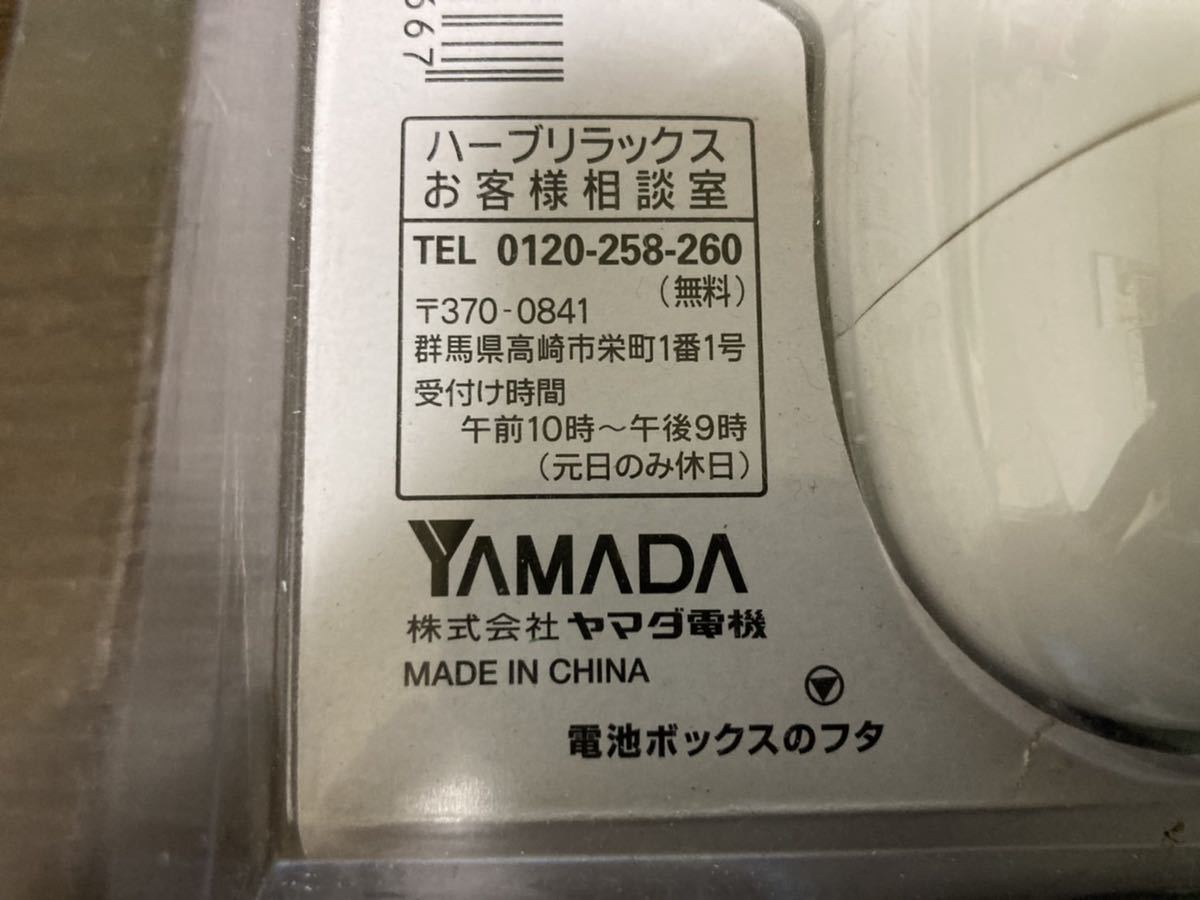 667
ハーブリラックス
お客様相談室
TEL 0120-258-260
(無料)
〒370-0841
群馬県高崎市栄町1番1号
受付け時間
午前10時～午後9時
(元日のみ休日)
YAMADA
株式会社 ヤマダ電機
MADE IN CHINA
電池ボックスのフタ